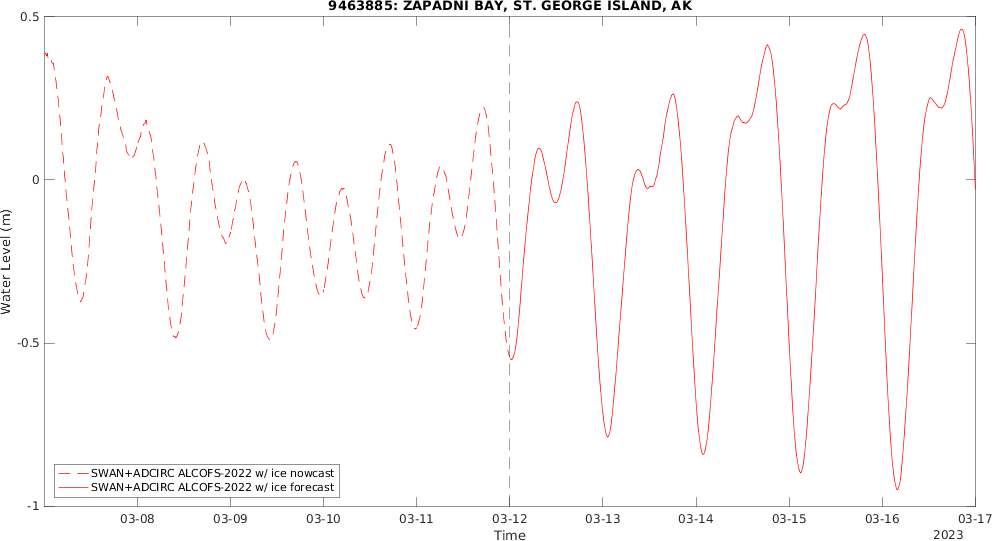 9463885: ZAPADNI BAY, ST. GEORGE ISLAND, AK
0.5
0
-0.5
-1
Water Level (m)
SWAN+ADCIRC ALCOFS-2022 w/ ice nowcast
SWAN+ADCIRC ALCOFS-2022 w/ ice forecast
03-08 03-09 03-10 03-11 03-12 03-13 03-14 03-15 03-16 03-17
Time
2023